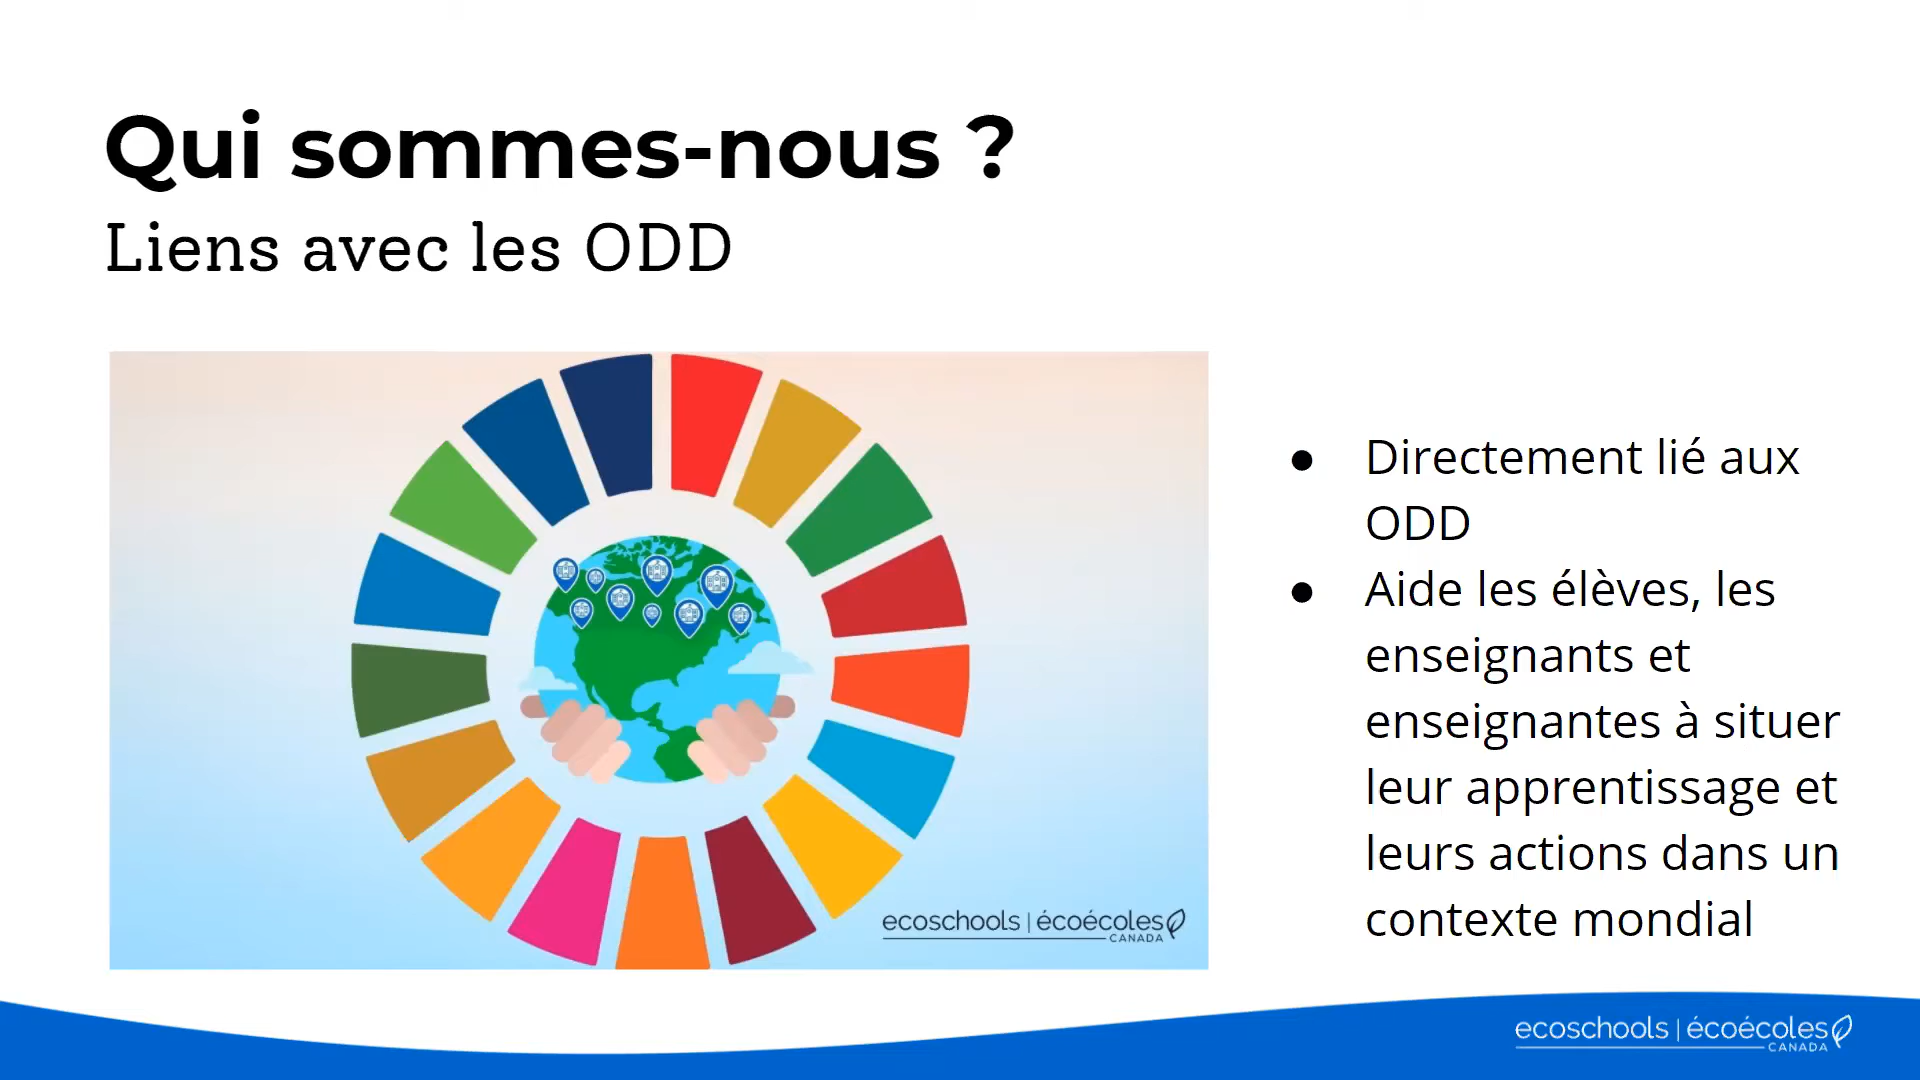 Qui sommes-nous ?
Liens avec les ODD
● Directement lié aux
ODD
● Aide les élèves, les
enseignants et
enseignantes à situer
leur apprentissage et
leurs actions dans un
contexte mondial
ecoschools | écoécoles
CANADA
ecoschools | écoécoles
CANADA